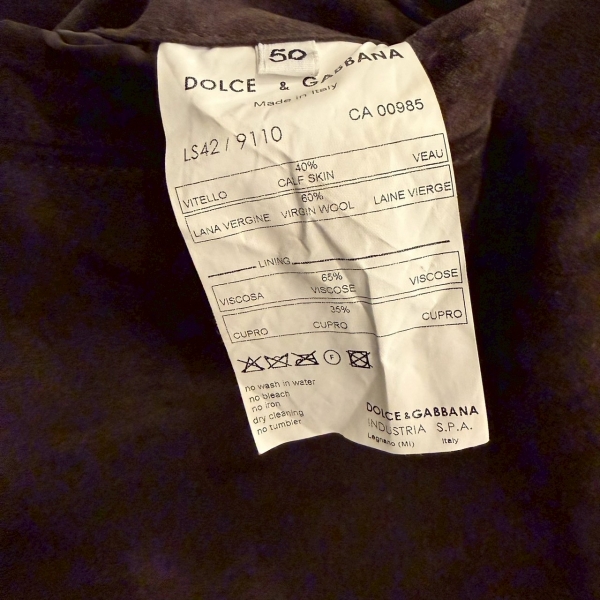 50
DOLCE & GABBANA
Made in Italy
CA 00985
LS42 / 9110
40%
VITELLO CALF SKIN VEAU
60%
LANA VERGINE VIRGIN WOOL LAINE VIERGE
LINING
65%
VISCOSA VISCOSE VISCOSE
35%
CUPRO CUPRO CUPRO
F
no wash in water
no bleach
no iron
dry cleaning
no tumbler
DOLCE & GABBANA
INDUSTRIA S.P.A.
Legnano (MI) Italy